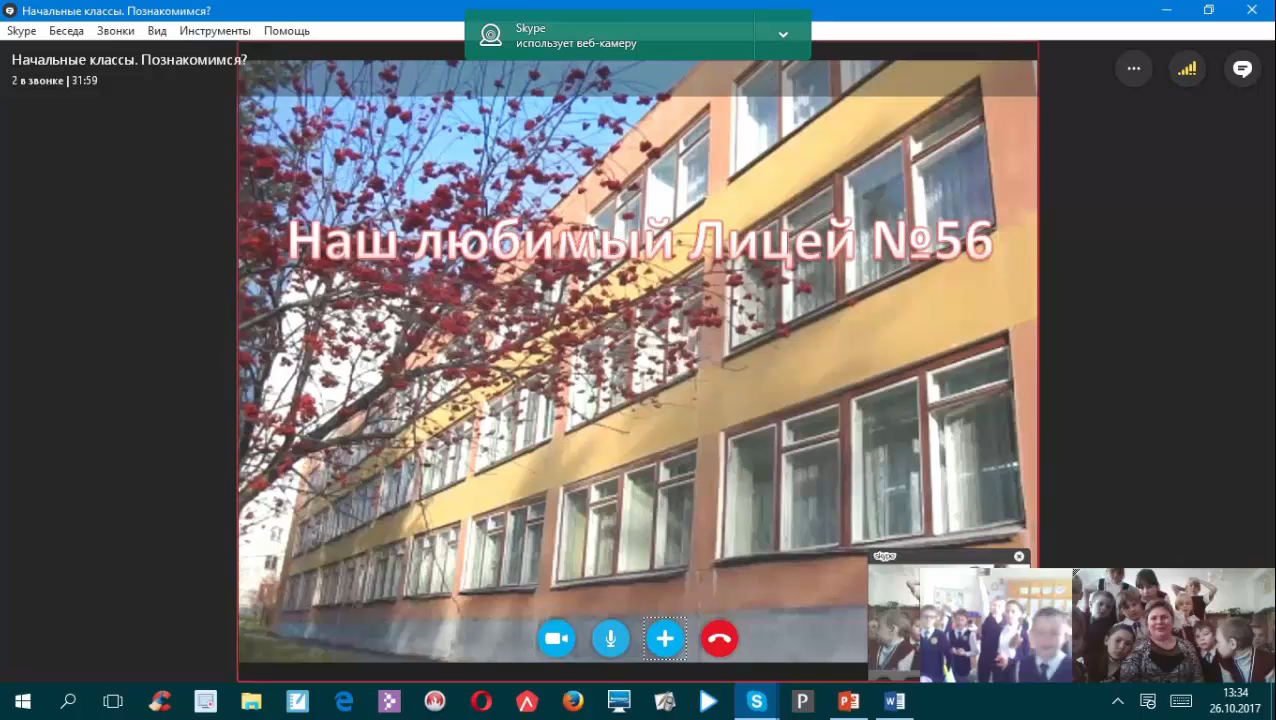 Начальные классы. Познакомимся?
Skype Беседа Звонки Вид Инструменты Помощь
Skype
использует веб-камеру
Начальные классы. Познакомимся?
2 в звонке | 31:59
Наш любимый Лицей №56
skype
13:34
26.10.2017